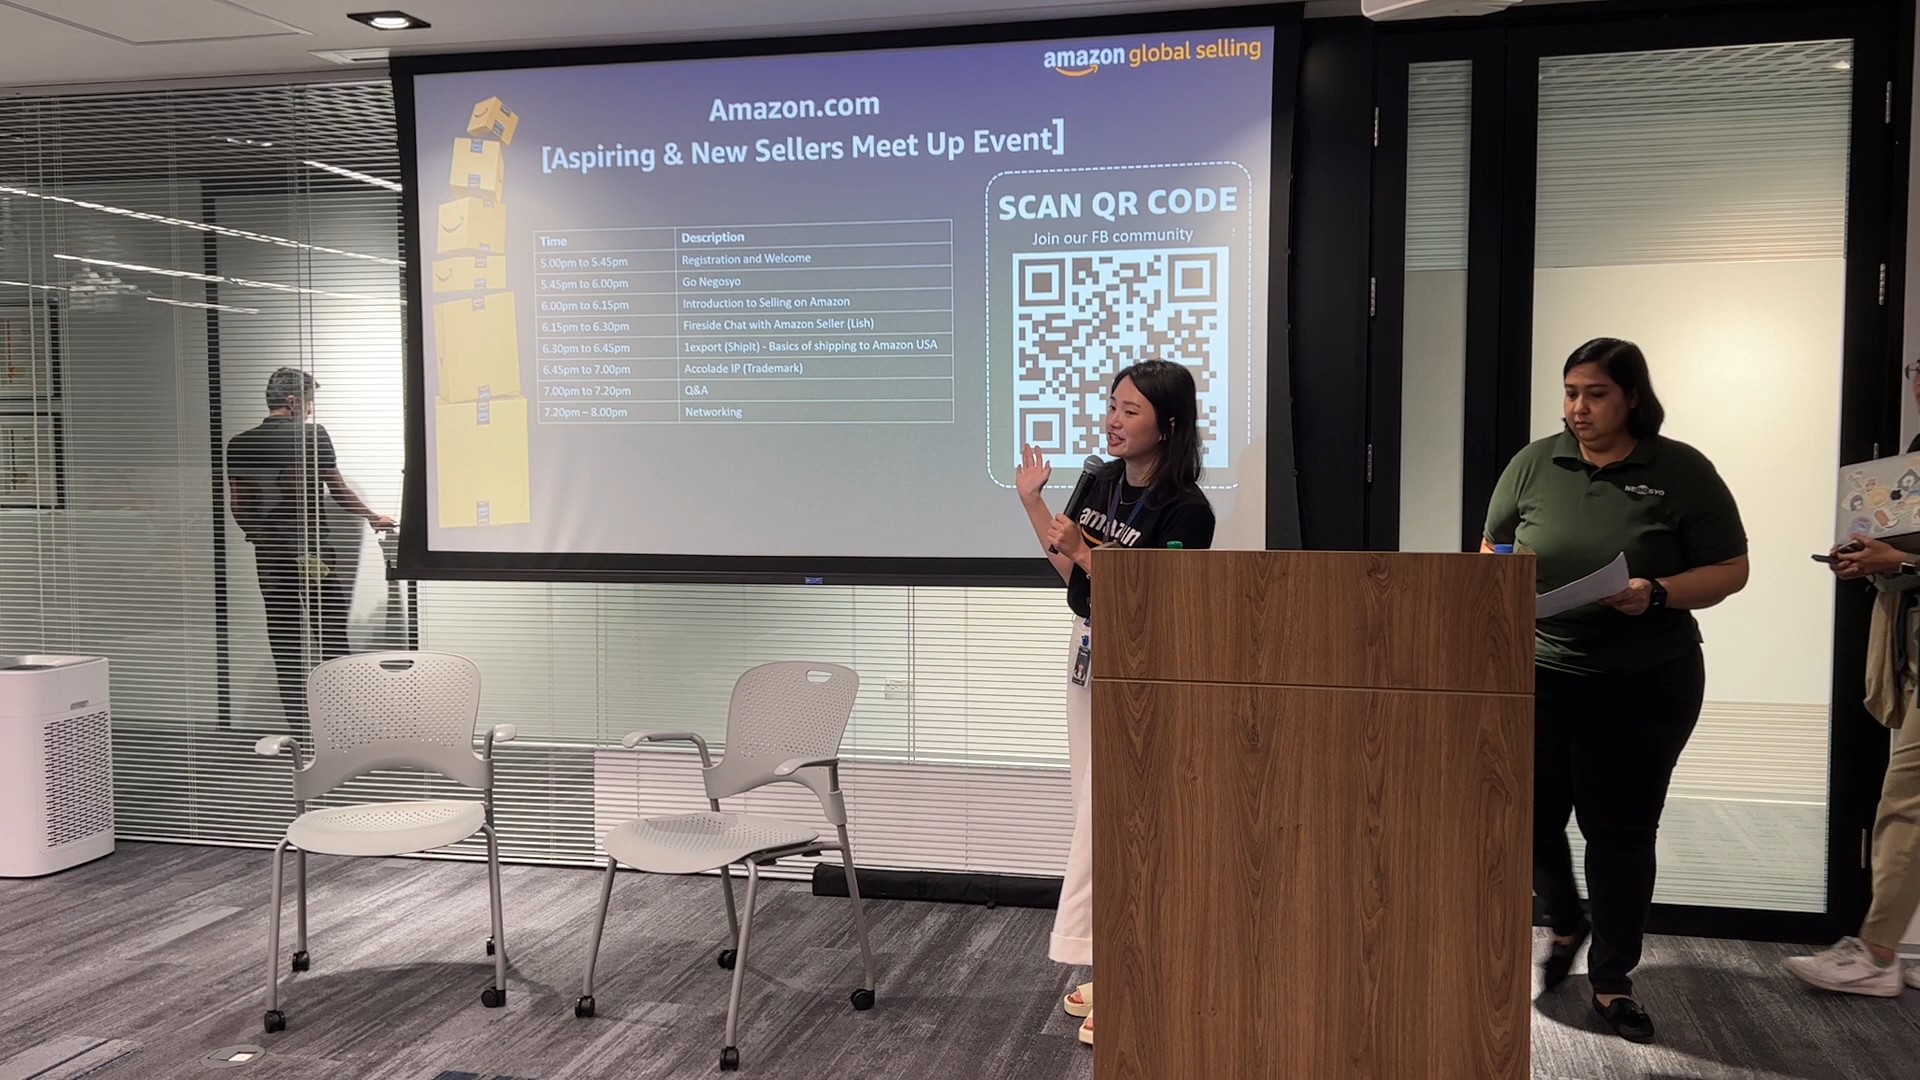 amazon global selling
Amazon.com
[Aspiring & New Sellers Meet Up Event]
SCAN QR CODE
Join our FB community
Time Description
5.00pm to 5.45pm Registration and Welcome
5.45pm to 6.00pm Go Negosyo
6.00pm to 6.15pm Introduction to Selling on Amazon
6.15pm to 6.30pm Fireside Chat with Amazon Seller (Lish)
6.30pm to 6.45pm 1export (ShipIt) - Basics of shipping to Amazon USA
6.45pm to 7.00pm Accolade IP (Trademark)
7.00pm to 7.20pm Q&A
7.20pm – 8.00pm Networking
amazon